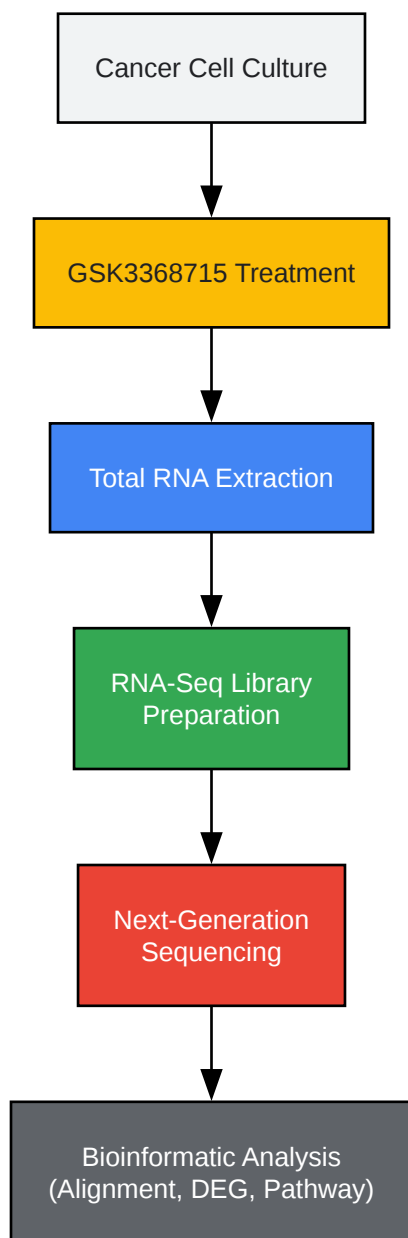 Cancer Cell Culture
GSK3368715 Treatment
Total RNA Extraction
RNA-Seq Library
Preparation
Next-Generation
Sequencing
Bioinformatic Analysis
(Alignment, DEG, Pathway)